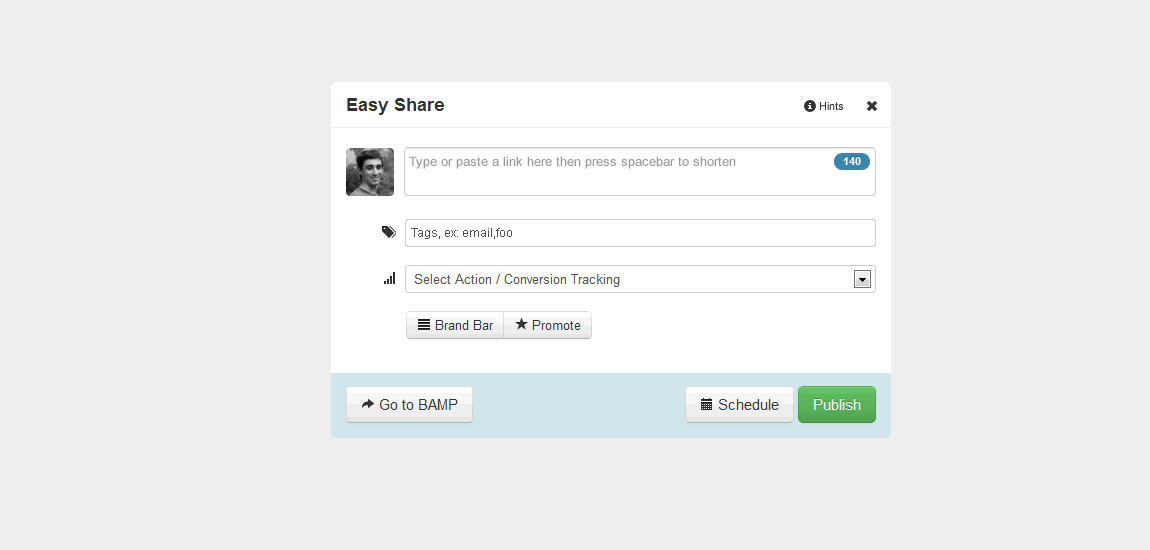 Easy Share
Hints
Type or paste a link here then press spacebar to shorten
140
Tags, ex: email,foo
Select Action / Conversion Tracking
Brand Bar
Promote
Go to BAMP
Schedule
Publish